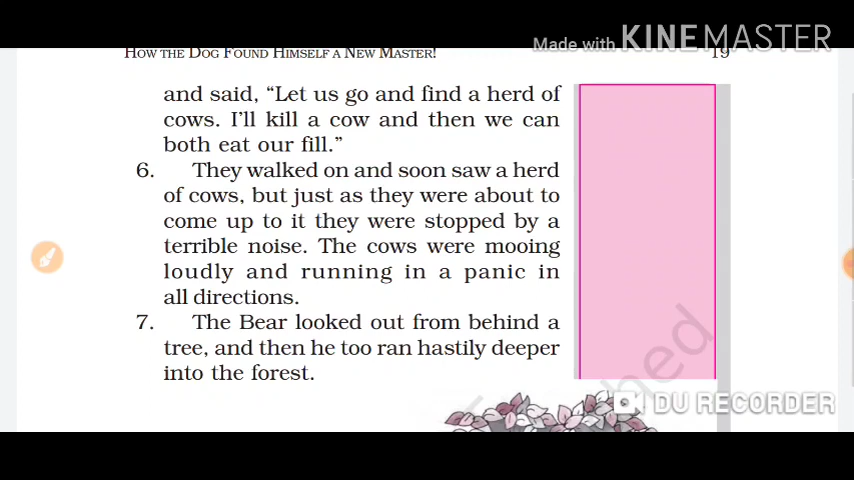 Made with KINEMASTER
HOW THE DOG FOUND HIMSELF A NEW MASTER! 19
and said, “Let us go and find a herd of
cows. I’ll kill a cow and then we can
both eat our fill.”
6. They walked on and soon saw a herd
of cows, but just as they were about to
come up to it they were stopped by a
terrible noise. The cows were mooing
loudly and running in a panic in
all directions.
7. The Bear looked out from behind a
tree, and then he too ran hastily deeper
into the forest.
DU RECORDER